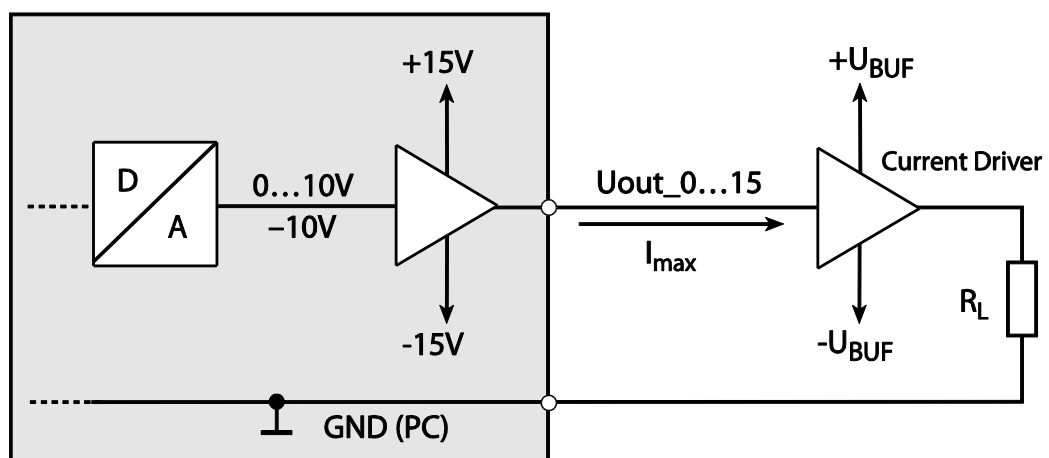 +15V
+U_BUF
Current Driver
D
A
0...10V
–10V
Uout_0...15
I_max
R_L
-15V
-U_BUF
GND (PC)